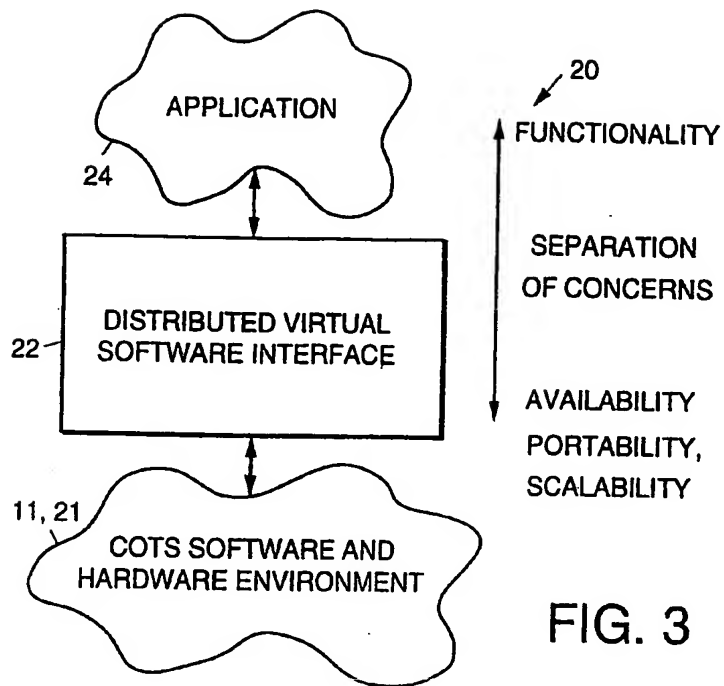 20
APPLICATION
FUNCTIONALITY
24
SEPARATION
OF CONCERNS
DISTRIBUTED VIRTUAL
SOFTWARE INTERFACE
22
AVAILABILITY
PORTABILITY,
SCALABILITY
11, 21
COTS SOFTWARE AND
HARDWARE ENVIRONMENT
FIG. 3